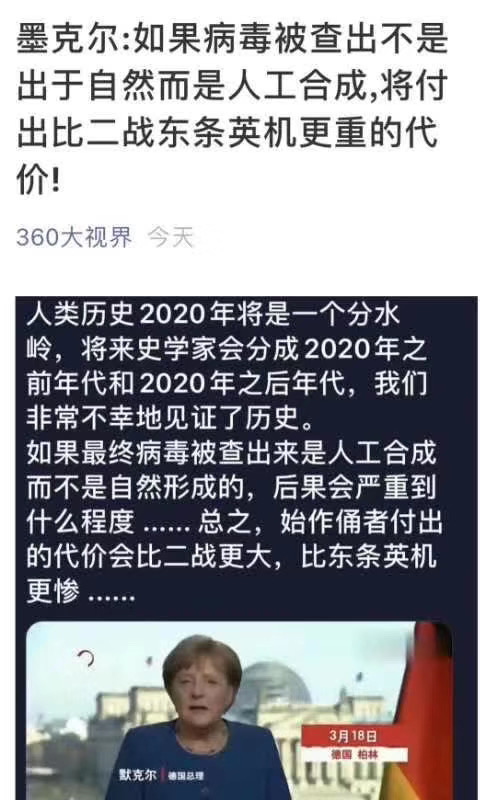 墨克尔:如果病毒被查出不是
出于自然而是人工合成,将付
出比二战东条英机更重的代
价!
360大视界 今天
人类历史2020年将是一个分水
岭，将来史学家会分成2020年之
前年代和2020年之后年代，我们
非常不幸地见证了历史。
如果最终病毒被查出来是人工合成
而不是自然形成的，后果会严重到
什么程度 ...... 总之，始作俑者付出
的代价会比二战更大，比东条英机
更惨 ......
3月18日
德国 柏林
默克尔 德国总理